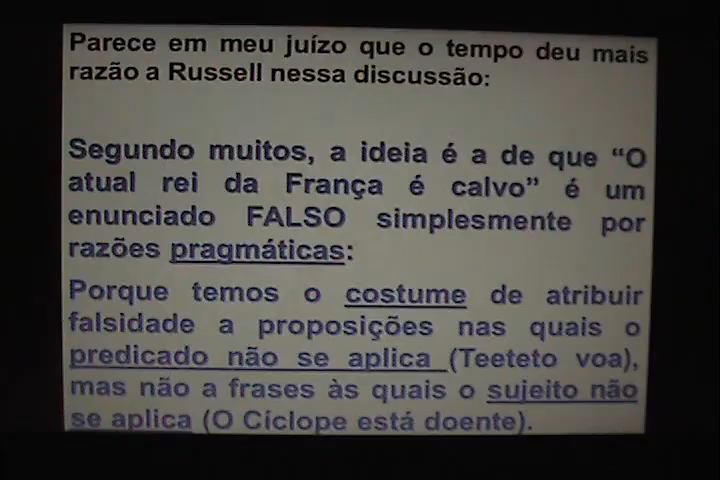 Parece em meu juízo que o tempo deu mais
razão a Russell nessa discussão:
Segundo muitos, a ideia é a de que “O
atual rei da França é calvo” é um
enunciado FALSO simplesmente por
razões pragmáticas:
Porque temos o costume de atribuir
falsidade a proposições nas quais o
predicado não se aplica (Teeteto voa),
mas não a frases às quais o sujeito não
se aplica (O Cíclope está doente).